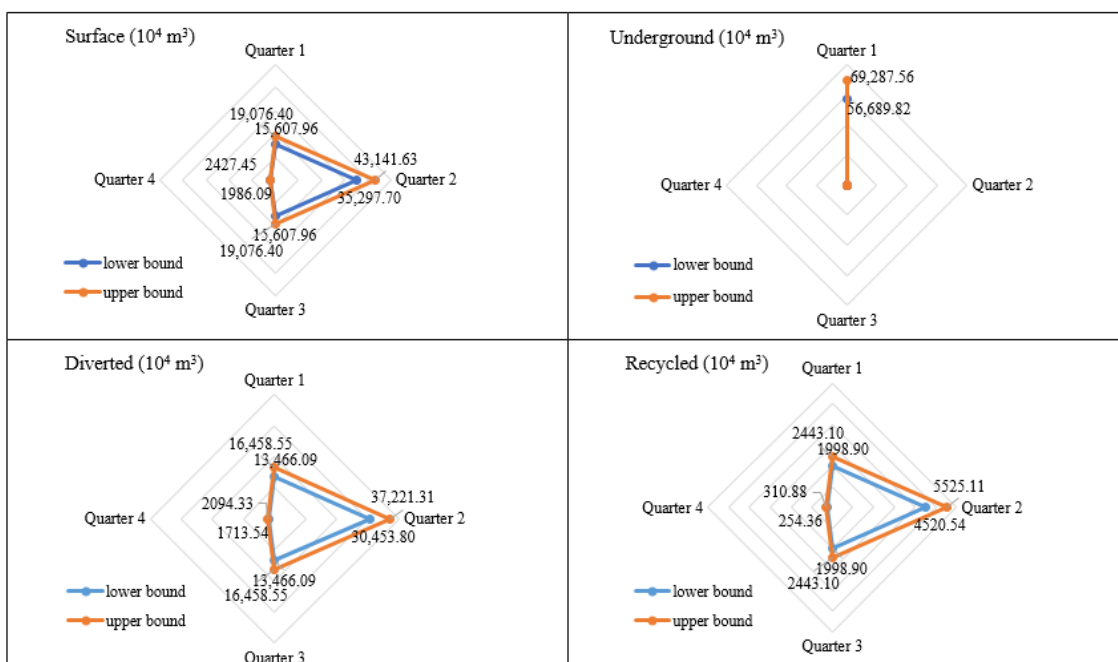 Surface (10⁴ m³)
Quarter 1
19,076.40
15,607.96
43,141.63
2427.45
Quarter 4
Quarter 2
1986.09
35,297.70
15,607.96
19,076.40
lower bound
upper bound
Quarter 3
Underground (10⁴ m³)
Quarter 1
69,287.56
56,689.82
Quarter 4
Quarter 2
lower bound
upper bound
Quarter 3
Diverted (10⁴ m³)
Quarter 1
16,458.55
13,466.09
2094.33
37,221.31
Quarter 4
Quarter 2
1713.54
30,453.80
13,466.09
16,458.55
lower bound
upper bound
Quarter 3
Recycled (10⁴ m³)
Quarter 1
2443.10
1998.90
310.88
5525.11
Quarter 4
Quarter 2
254.36
4520.54
1998.90
2443.10
lower bound
upper bound
Quarter 3